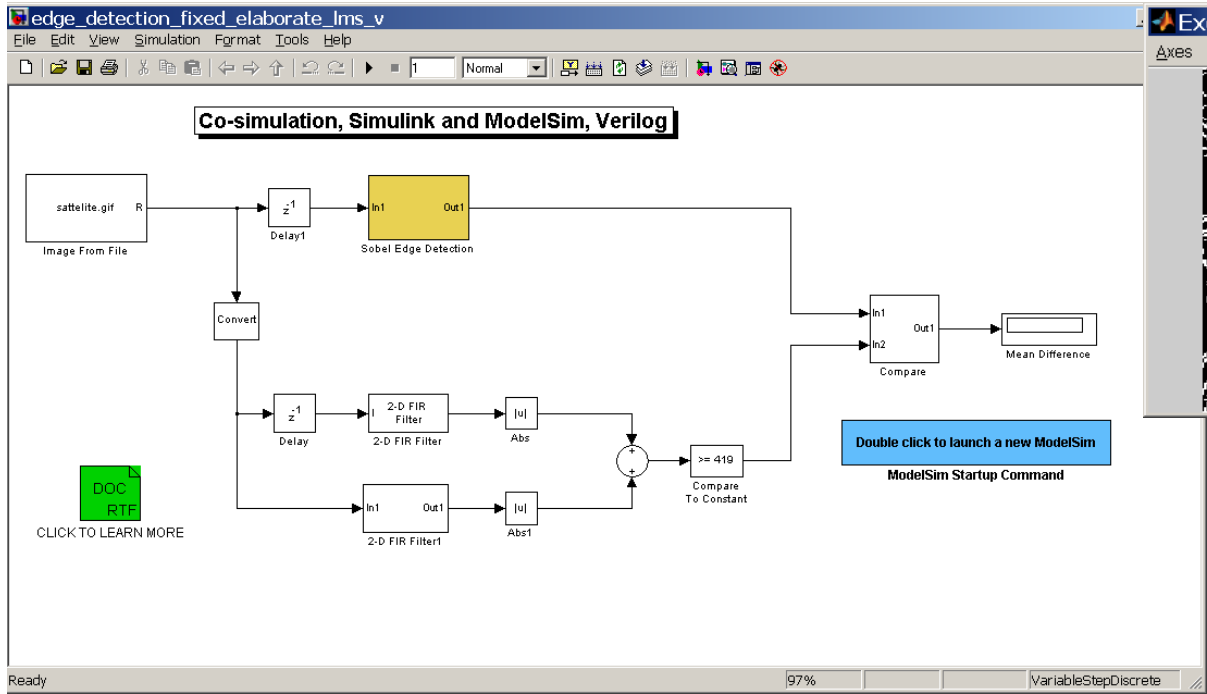 edge_detection_fixed_elaborate_lms_v
Exe
File Edit View Simulation Format Tools Help
Axes
1 Normal
Co-simulation, Simulink and ModelSim, Verilog
sattelite.gif R
Image From File
z-1
Delay1
In1 Out1
Sobel Edge Detection
Convert
In1 Out1
In2
Compare
Mean Difference
z-1
Delay
I 2-D FIR
Filter
2-D FIR Filter
|u|
Abs
+
+
>= 419
Compare
To Constant
Double click to launch a new ModelSim
ModelSim Startup Command
DOC
RTF
CLICK TO LEARN MORE
In1 Out1
2-D FIR Filter1
|u|
Abs1
Ready 97% VariableStepDiscrete